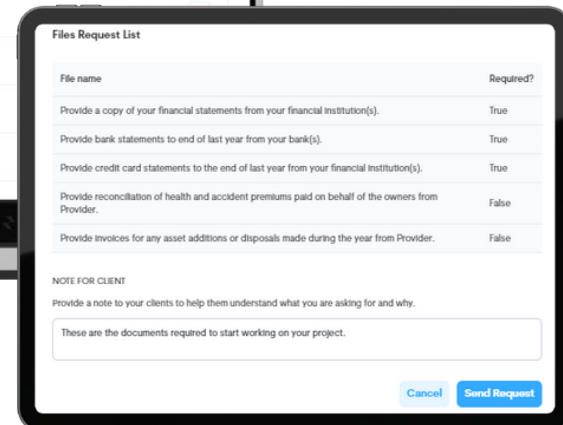 Files Request List
File name Required?
Provide a copy of your financial statements from your financial institution(s). True
Provide bank statements to end of last year from your bank(s). True
Provide credit card statements to the end of last year from your financial institution(s). True
Provide reconciliation of health and accident premiums paid on behalf of the owners from
Provider. False
Provide invoices for any asset additions or disposals made during the year from Provider. False
NOTE FOR CLIENT
Provide a note to your clients to help them understand what you are asking for and why.
These are the documents required to start working on your project.
Cancel Send Request